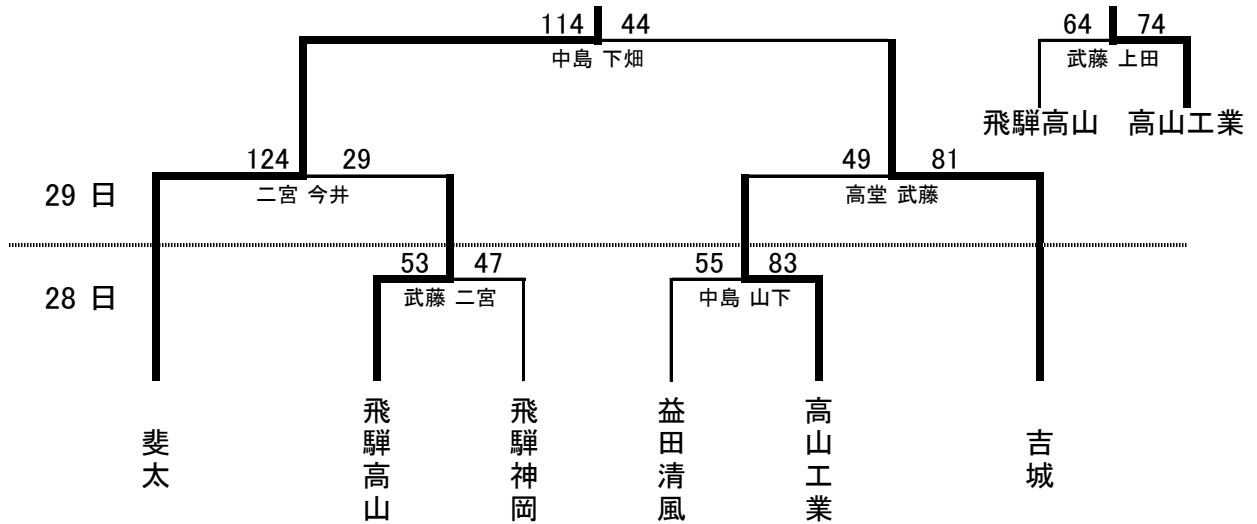 114 44
中島 下畑
64 74
武藤 上田
飛騨高山 高山工業
124 29
二宮 今井
49 81
高堂 武藤
29 日
53 47
武藤 二宮
55 83
中島 山下
28 日
斐太
飛騨高山
飛騨神岡
益田清風
高山工業
吉城